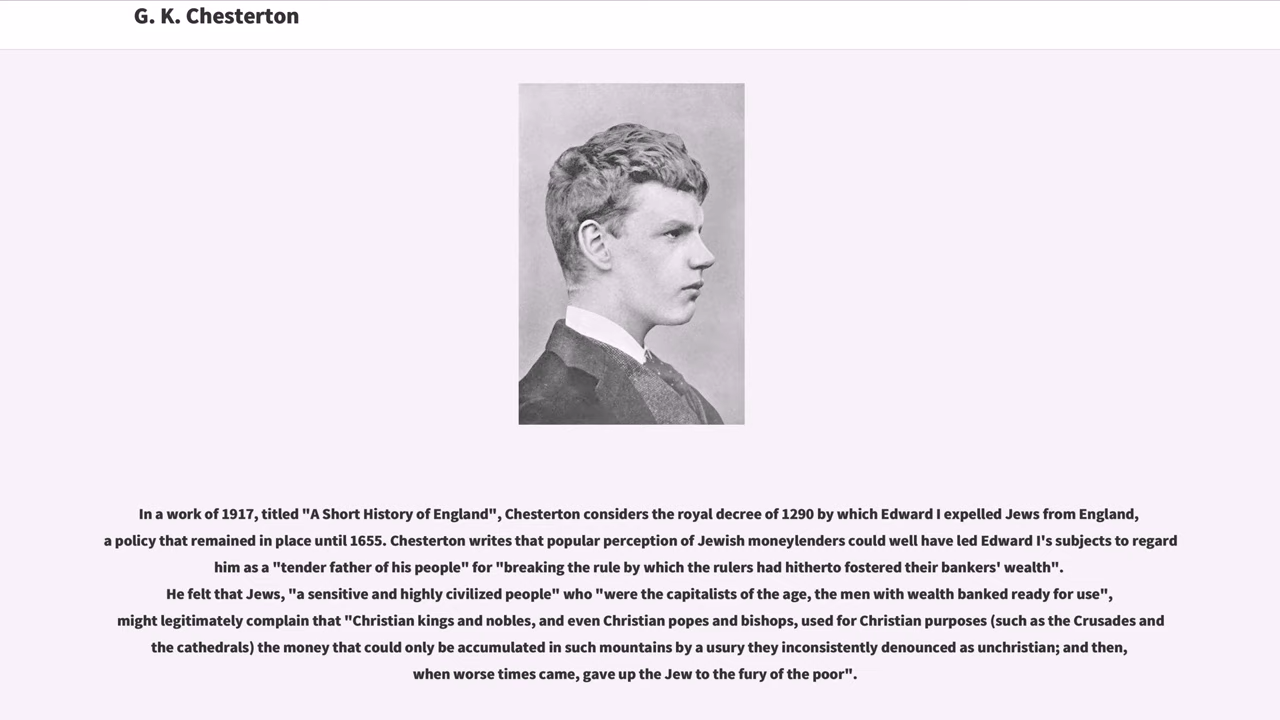 G. K. Chesterton
In a work of 1917, titled "A Short History of England", Chesterton considers the royal decree of 1290 by which Edward I expelled Jews from England,
a policy that remained in place until 1655. Chesterton writes that popular perception of Jewish moneylenders could well have led Edward I's subjects to regard
him as a "tender father of his people" for "breaking the rule by which the rulers had hitherto fostered their bankers' wealth".
He felt that Jews, "a sensitive and highly civilized people" who "were the capitalists of the age, the men with wealth banked ready for use",
might legitimately complain that "Christian kings and nobles, and even Christian popes and bishops, used for Christian purposes (such as the Crusades and
the cathedrals) the money that could only be accumulated in such mountains by a usury they inconsistently denounced as unchristian; and then,
when worse times came, gave up the Jew to the fury of the poor".